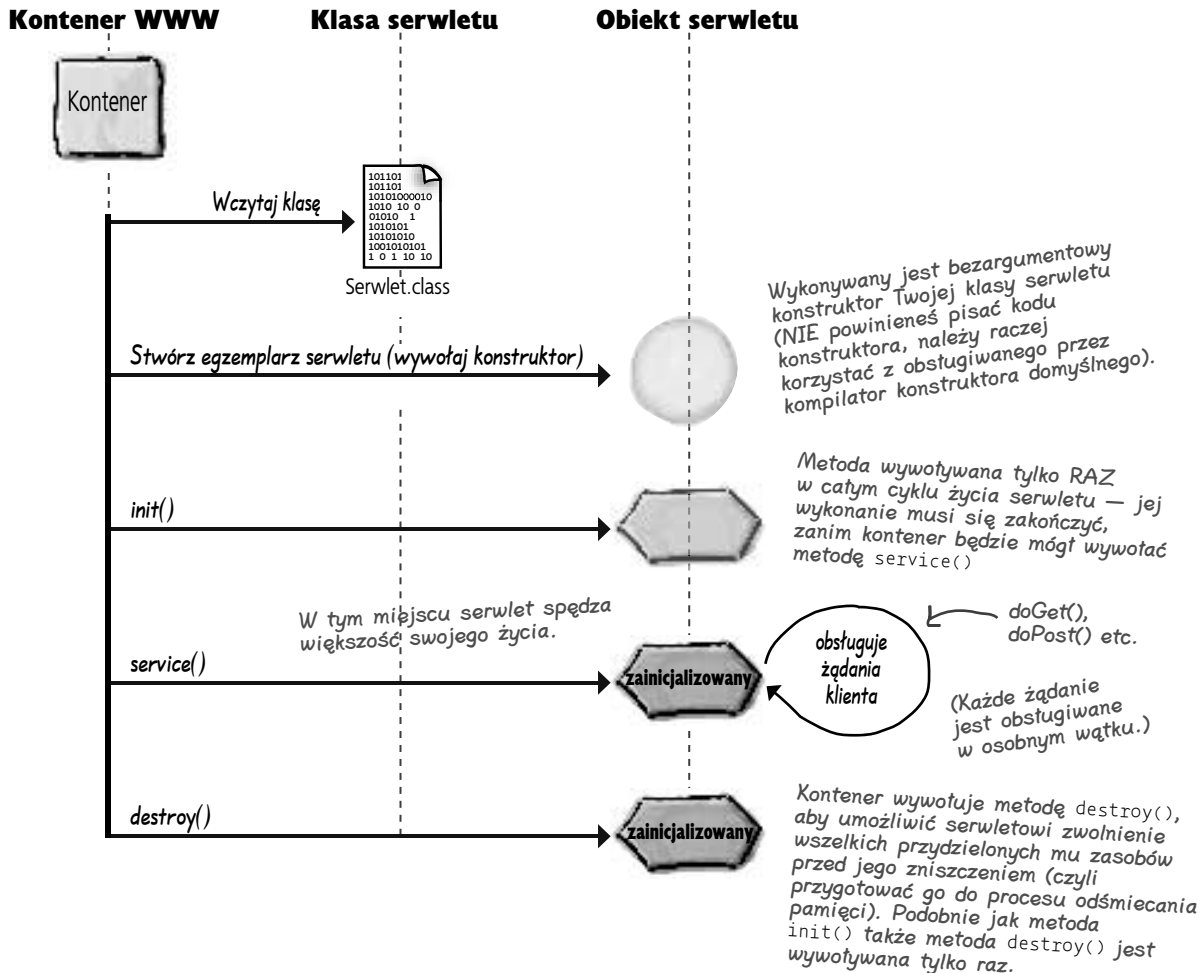 Kontener WWW
Klasa serwletu
Obiekt serwletu
Kontener
Wczytaj klasę
101101
101101
10101000010
1010 10 0
01010 1
1010101
10101010
1001010101
1 0 1 10 10
Serwlet.class
Stwórz egzemplarz serwletu (wywołaj konstruktor)
Wykonywany jest bezargumentowy
konstruktor Twojej klasy serwletu
(NIE powinieneś pisać kodu
konstruktora, należy raczej
korzystać z obsługiwanego przez
kompilator konstruktora domyślnego).
init()
Metoda wywoływana tylko RAZ
w całym cyklu życia serwletu — jej
wykonanie musi się zakończyć,
zanim kontener będzie mógł wywołać
metodę service()
W tym miejscu serwlet spędza
większość swojego życia.
service()
zainicjalizowany
obsługuje
żądania
klienta
doGet(),
doPost() etc.
(Każde żądanie
jest obsługiwane
w osobnym wątku.)
destroy()
zainicjalizowany
Kontener wywołuje metodę destroy(),
aby umożliwić serwletowi zwolnienie
wszelkich przydzielonych mu zasobów
przed jego zniszczeniem (czyli
przygotować go do procesu odśmiecania
pamięci). Podobnie jak metoda
init() także metoda destroy() jest
wywoływana tylko raz.